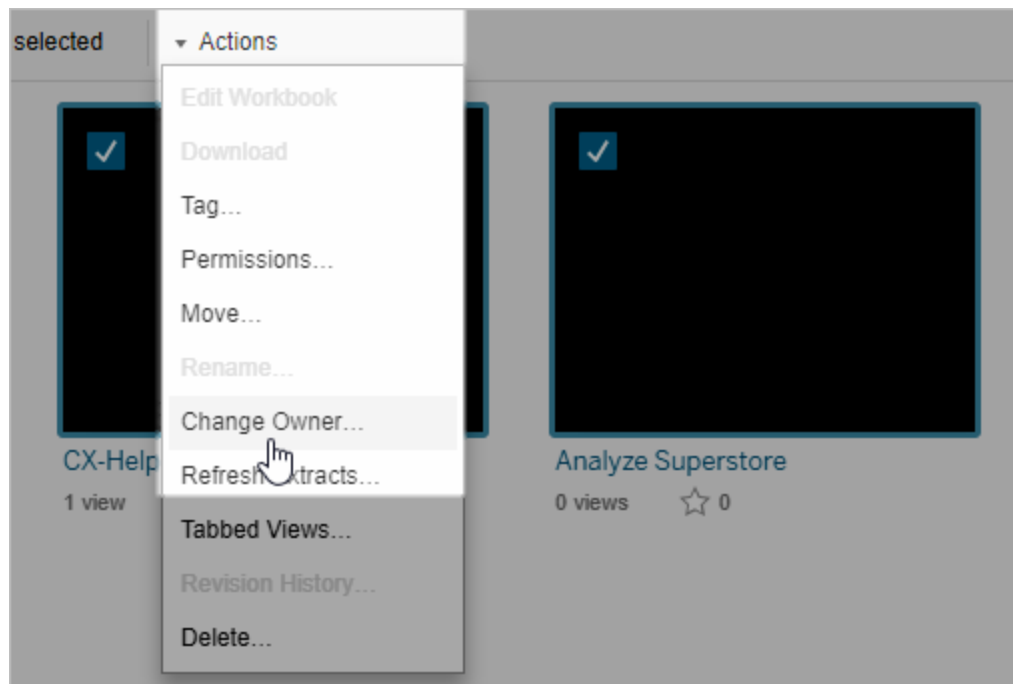 selected
Actions
Edit Workbook
Download
Tag...
Permissions...
Move...
Rename...
Change Owner...
Refresh
Tabbed Views...
Revision History...
Delete...
CX-Help
1 view
Analyze Superstore
0 views 0